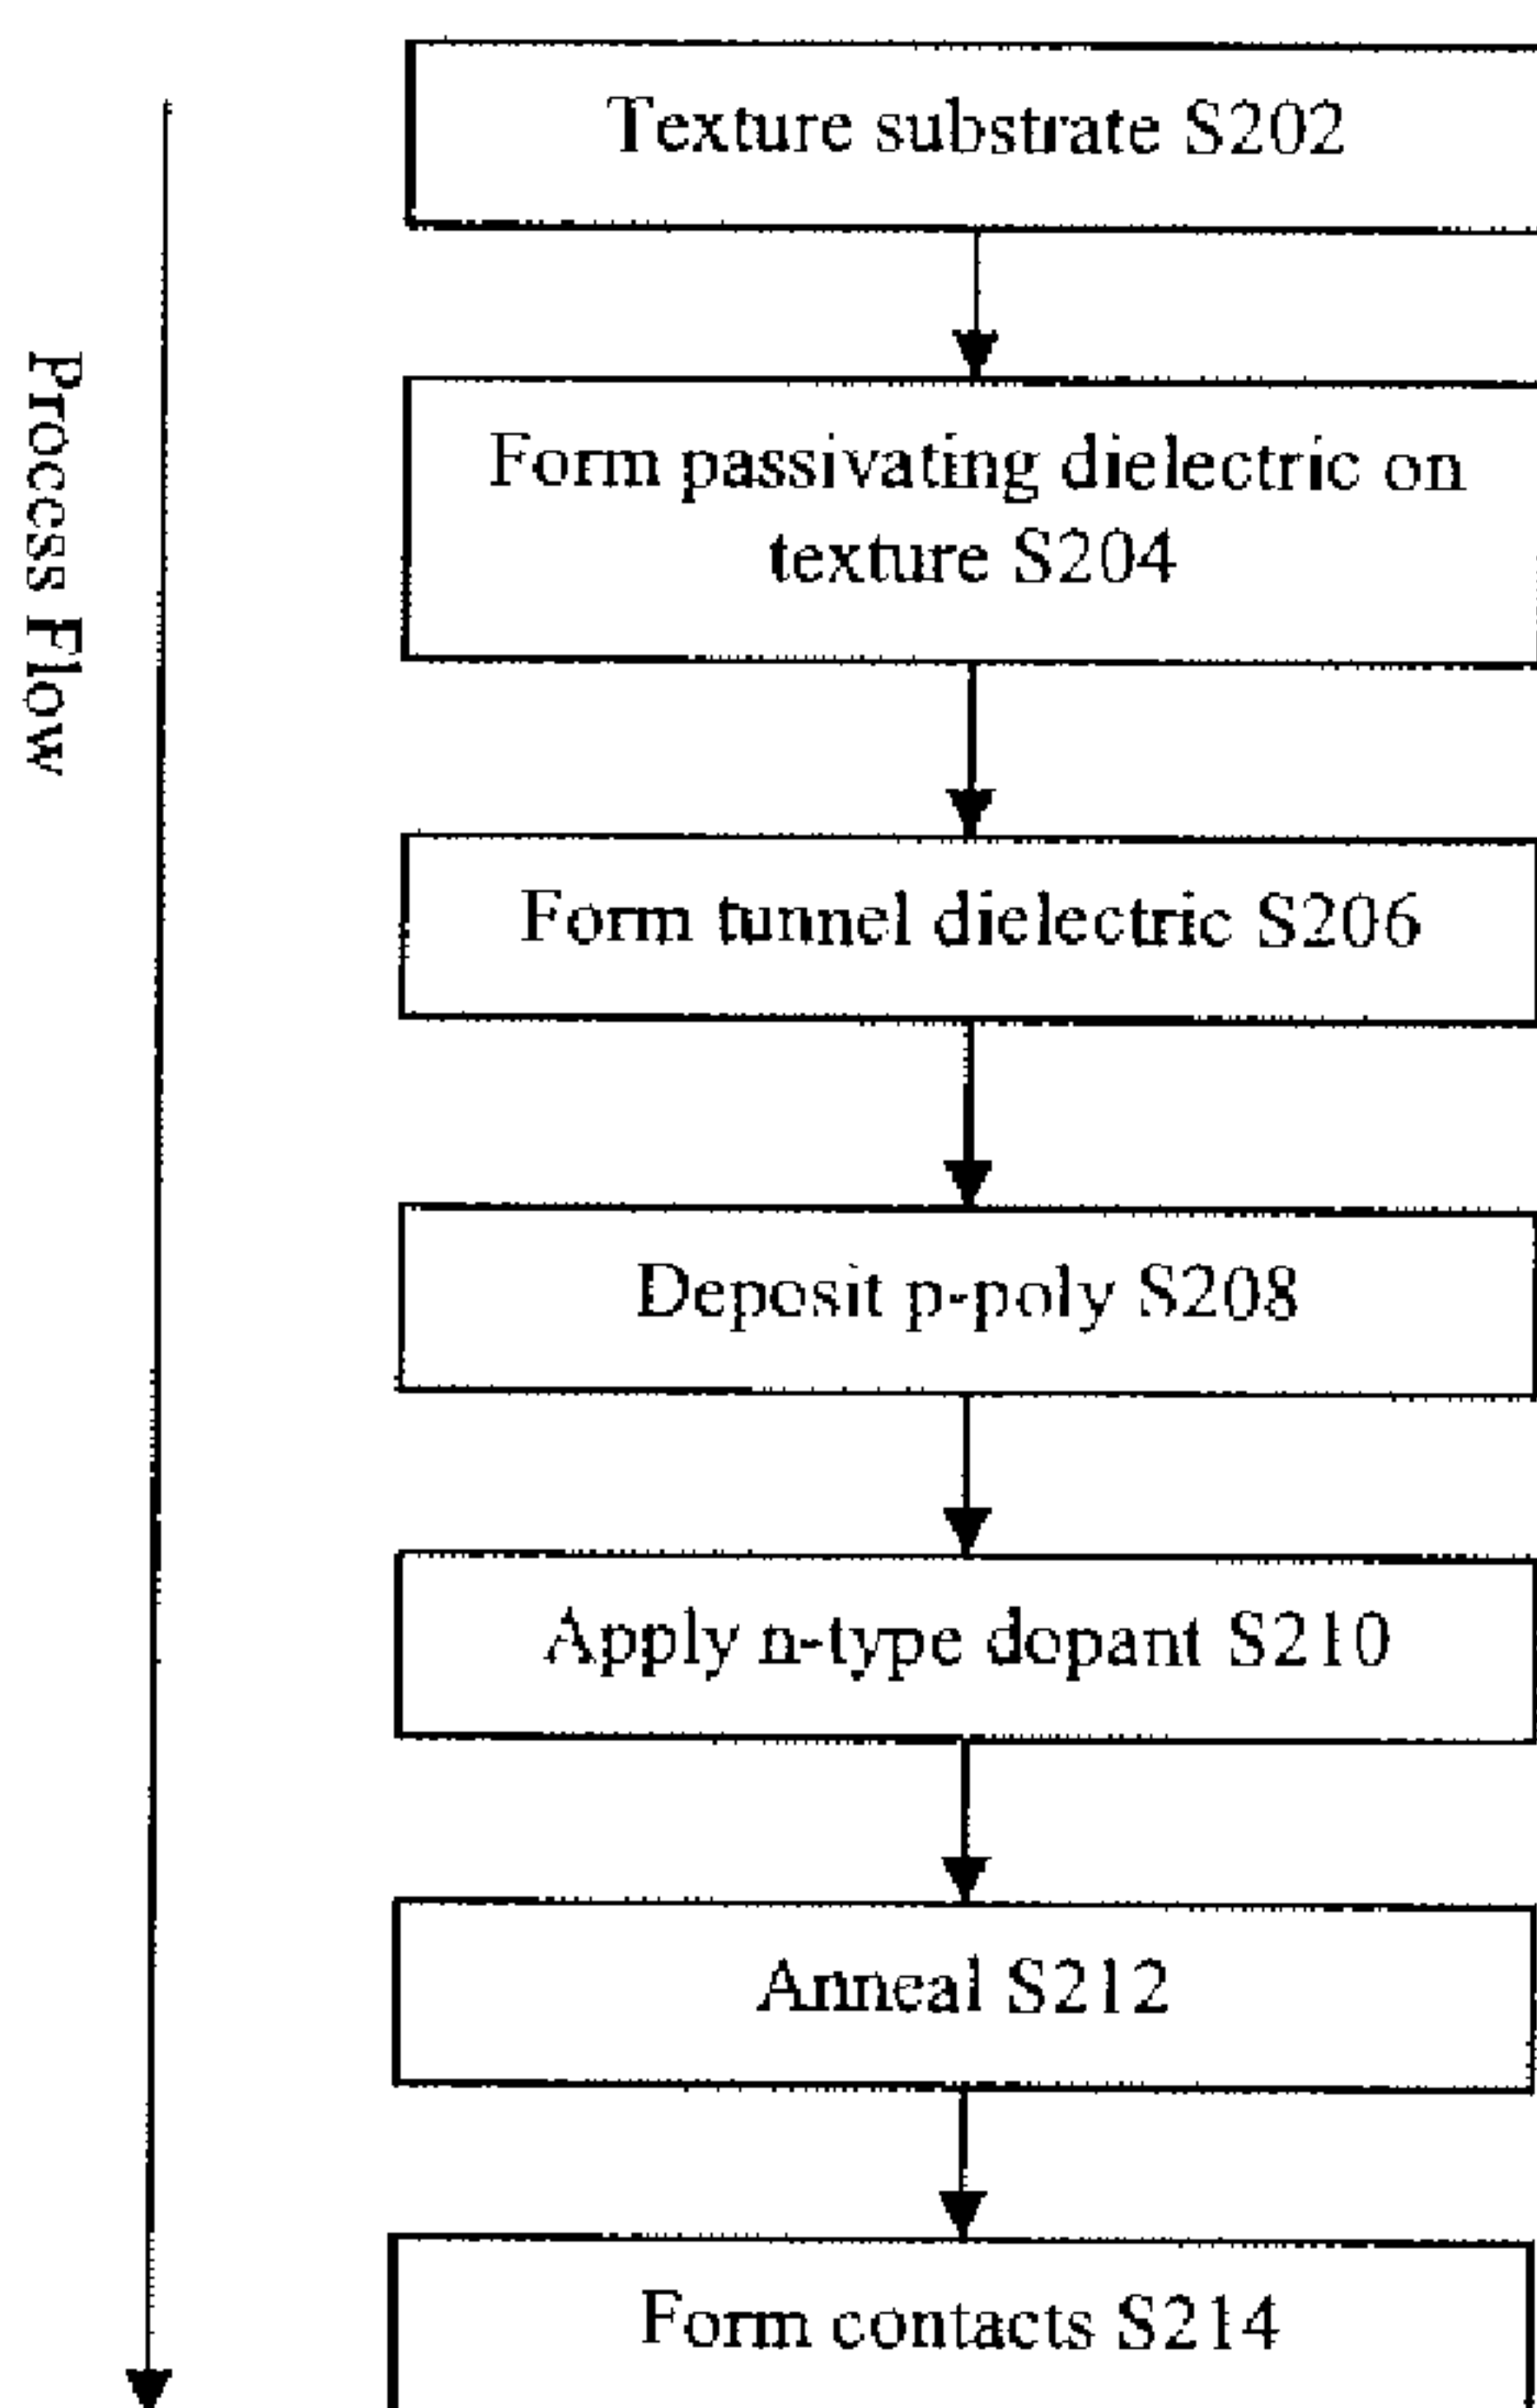 Process Flow
Texture substrate S202
Form passivating dielectric on
texture S204
Form tunnel dielectric S206
Deposit p-poly S208
Apply n-type dopant S210
Anneal S212
Form contacts S214